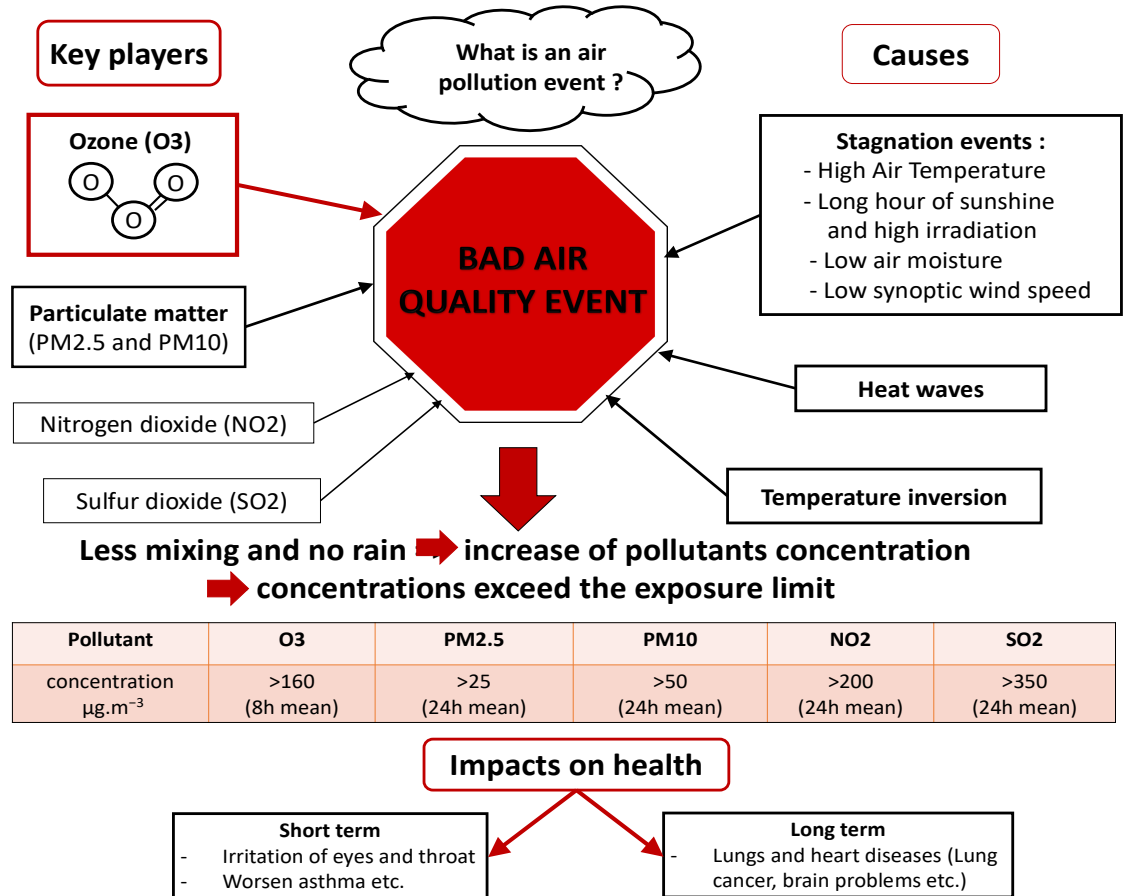 Key players
What is an air
pollution event ?
Causes
Ozone (O3)
O
O
O
Particulate matter
(PM2.5 and PM10)
Nitrogen dioxide (NO2)
Sulfur dioxide (SO2)
BAD AIR
QUALITY EVENT
Stagnation events :
- High Air Temperature
- Long hour of sunshine
and high irradiation
- Low air moisture
- Low synoptic wind speed
Heat waves
Temperature inversion
Less mixing and no rain increase of pollutants concentration
concentrations exceed the exposure limit
Pollutant O3 PM2.5 PM10 NO2 SO2
concentration >160 >25 >50 >200 >350
µg.m⁻³ (8h mean) (24h mean) (24h mean) (24h mean) (24h mean)
Impacts on health
Short term
- Irritation of eyes and throat
- Worsen asthma etc.
Long term
- Lungs and heart diseases (Lung
cancer, brain problems etc.)